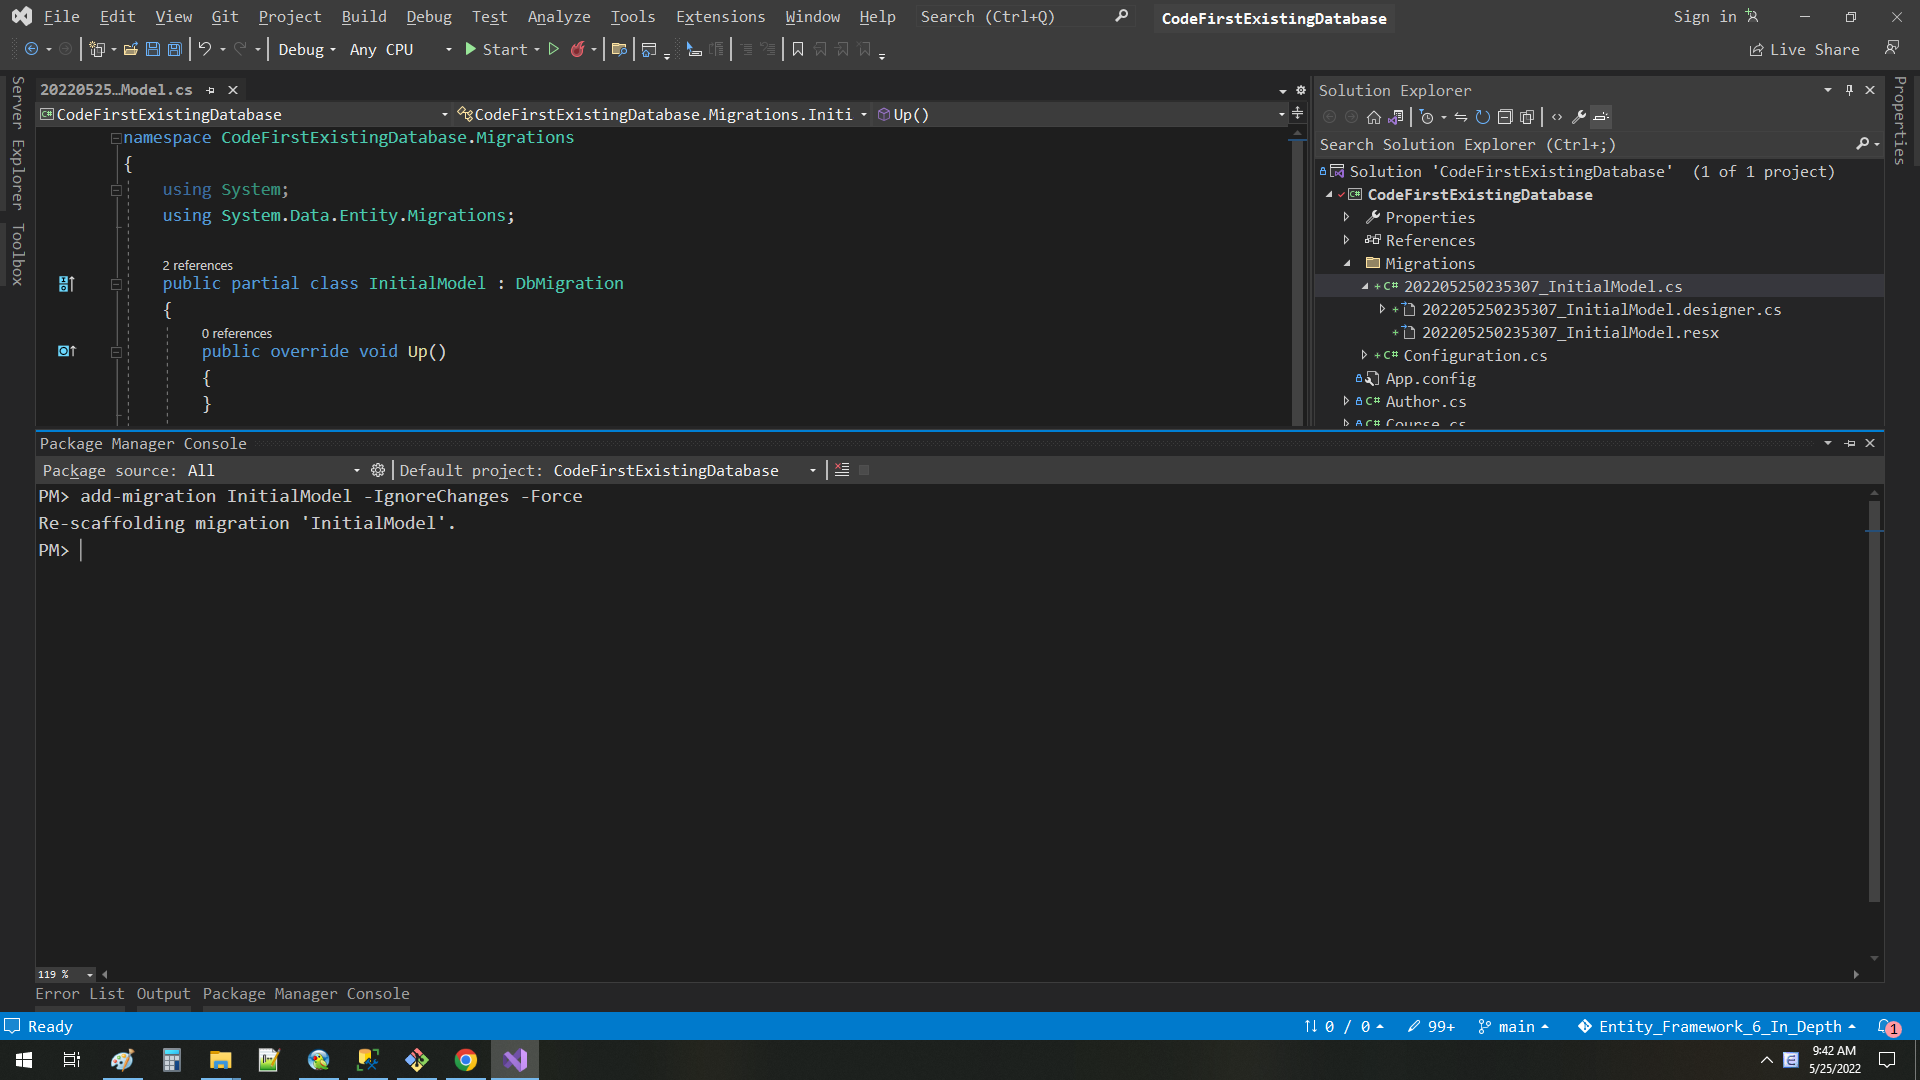 File Edit View Git Project Build Debug Test Analyze Tools Extensions Window Help Search (Ctrl+Q) CodeFirstExistingDatabase Sign in
Debug Any CPU Start Live Share
Server Explorer
Toolbox
20220525…Model.cs
CodeFirstExistingDatabase CodeFirstExistingDatabase.Migrations.Initi Up()
namespace CodeFirstExistingDatabase.Migrations
{
using System;
using System.Data.Entity.Migrations;
2 references
public partial class InitialModel : DbMigration
{
0 references
public override void Up()
{
}
Solution Explorer
Search Solution Explorer (Ctrl+;)
Solution 'CodeFirstExistingDatabase' (1 of 1 project)
CodeFirstExistingDatabase
Properties
References
Migrations
C# 202205250235307_InitialModel.cs
202205250235307_InitialModel.designer.cs
202205250235307_InitialModel.resx
C# Configuration.cs
App.config
C# Author.cs
C# Course.cs
Properties
Package Manager Console
Package source: All Default project: CodeFirstExistingDatabase
PM> add-migration InitialModel -IgnoreChanges -Force
Re-scaffolding migration 'InitialModel'.
PM>
119 %
Error List Output Package Manager Console
Ready 0 / 0 99+ main Entity_Framework_6_In_Depth 1
9:42 AM
5/25/2022